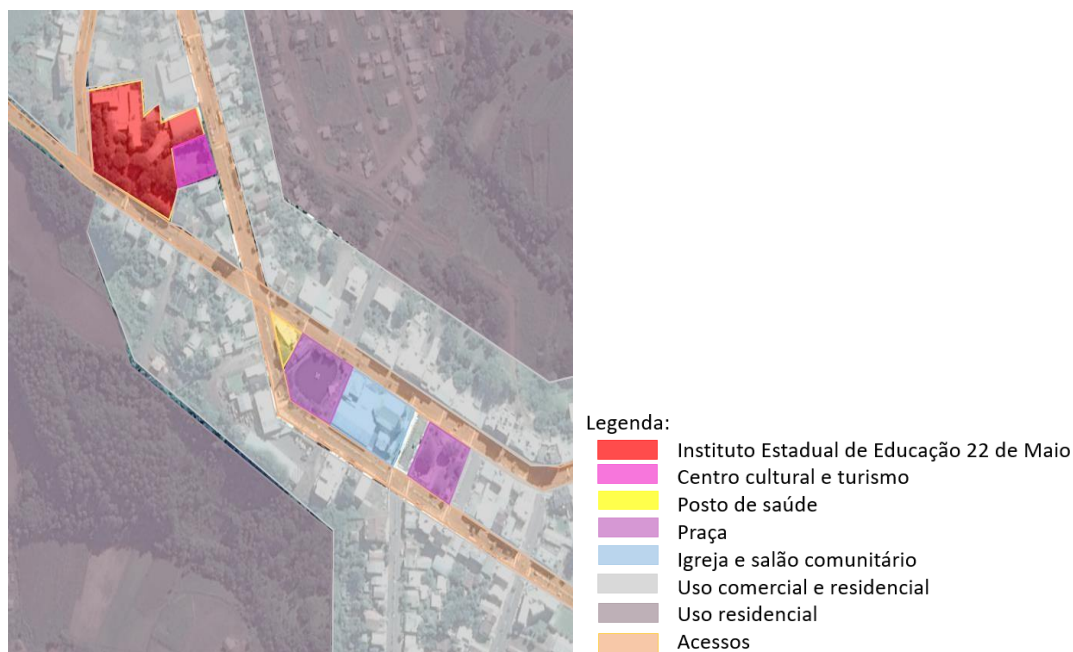 Legenda:
Instituto Estadual de Educação 22 de Maio
Centro cultural e turismo
Posto de saúde
Praça
Igreja e salão comunitário
Uso comercial e residencial
Uso residencial
Acessos